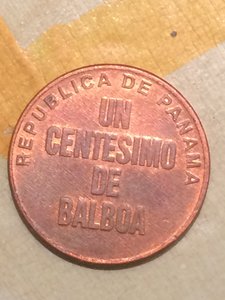 REPUBLICA DE PANAMA
UN
CENTESIMO
DE
BALBOA